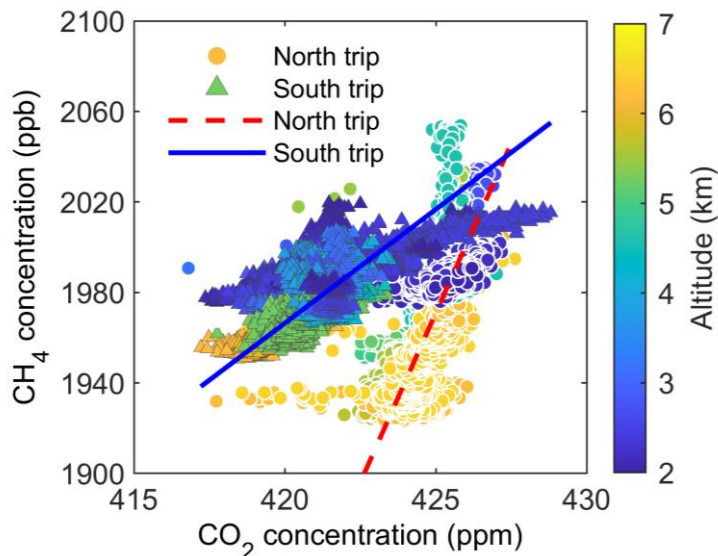 2100
2060
2020
1980
1940
1900
CH₄ concentration (ppb)
North trip
South trip
North trip
South trip
415
420
425
430
CO₂ concentration (ppm)
7
6
5
4
3
2
Altitude (km)